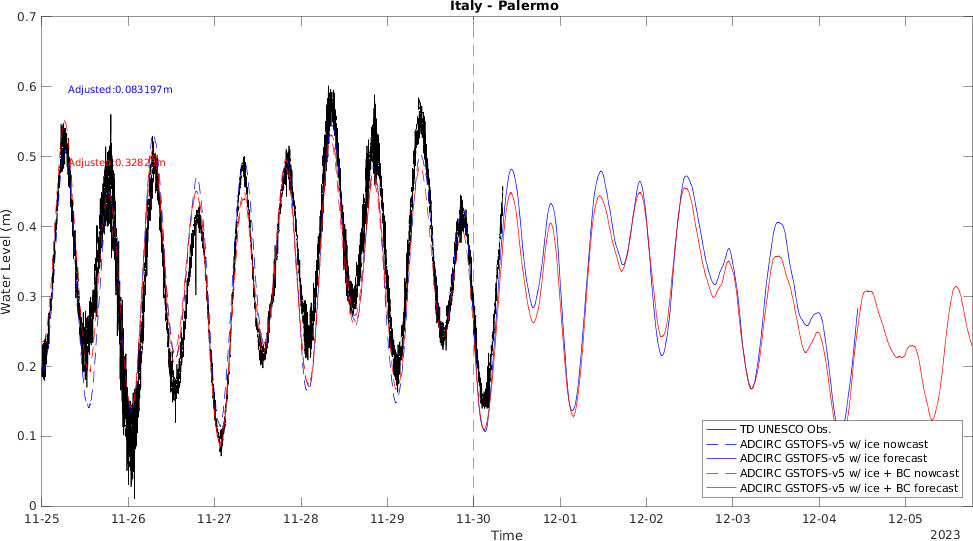 Italy - Palermo
0.7
0.6
0.5
0.4
0.3
0.2
0.1
0
Water Level (m)
Adjusted:0.083197m
11-25
11-26
11-27
11-28
11-29
11-30
12-01
12-02
12-03
12-04
12-05
Time
2023
TD UNESCO Obs.
ADCIRC GSTOFS-v5 w/ ice nowcast
ADCIRC GSTOFS-v5 w/ ice forecast
ADCIRC GSTOFS-v5 w/ ice + BC nowcast
ADCIRC GSTOFS-v5 w/ ice + BC forecast